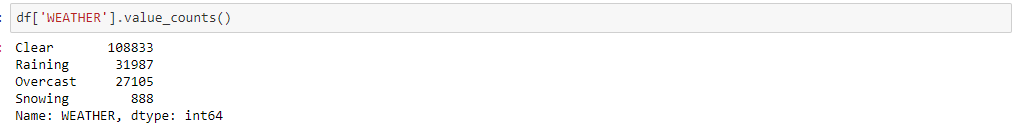 df['WEATHER'].value_counts()
Clear       108833
Raining      31987
Overcast     27105
Snowing        888
Name: WEATHER, dtype: int64